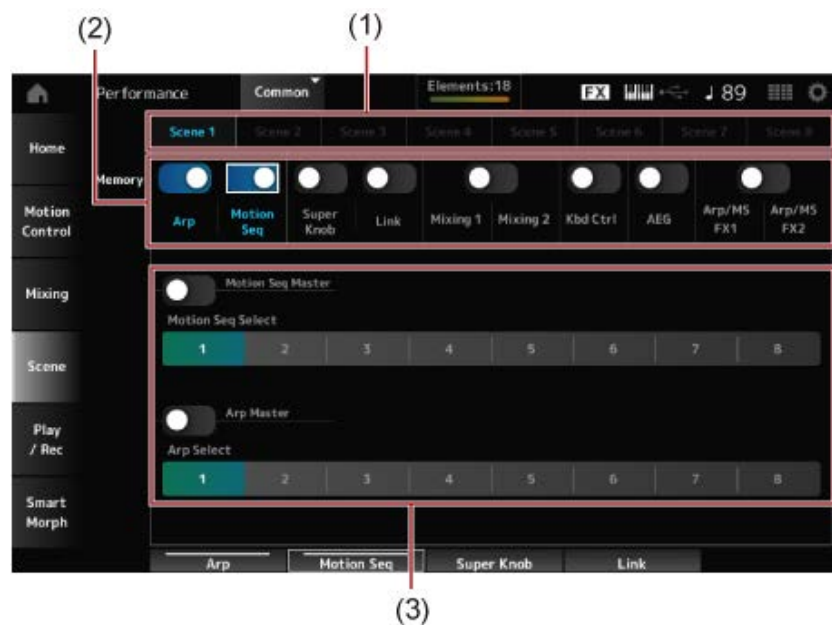 (2) (1)
Performance Common Elements:18 FX 89
Home
Scene 1 Scene 2 Scene 3 Scene 4 Scene 5 Scene 6 Scene 7 Scene 8
Memory
Arp Motion Seq Super Knob Link Mixing 1 Mixing 2 Kbd Ctrl AEG Arp/MS FX1 Arp/MS FX2
Motion Control
Mixing
Motion Seq Master
Motion Seq Select
1 2 3 4 5 6 7 8
Scene
Arp Master
Play / Rec
Arp Select
1 2 3 4 5 6 7 8
Smart Morph
Arp Motion Seq Super Knob Link
(3)